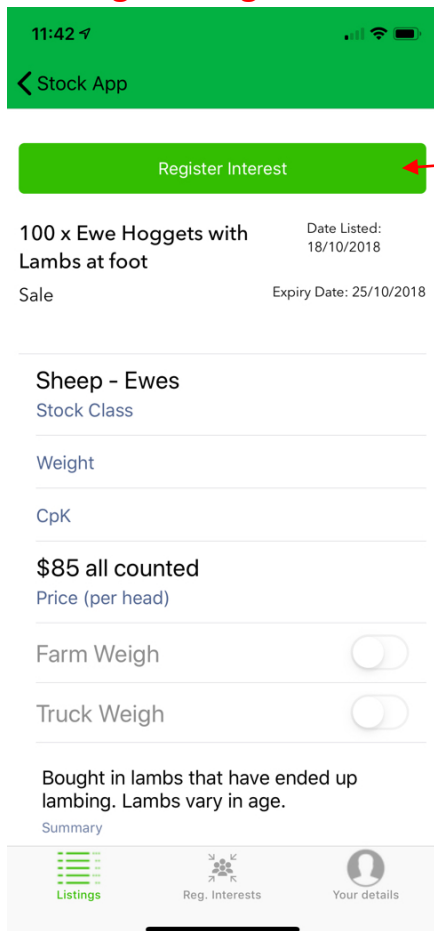 11:42
Stock App
Register Interest
100 x Ewe Hoggets with
Lambs at foot
Date Listed:
18/10/2018
Sale
Expiry Date: 25/10/2018
Sheep - Ewes
Stock Class
Weight
CpK
$85 all counted
Price (per head)
Farm Weigh
Truck Weigh
Bought in lambs that have ended up
lambing. Lambs vary in age.
Summary
Listings
Reg. Interests
Your details